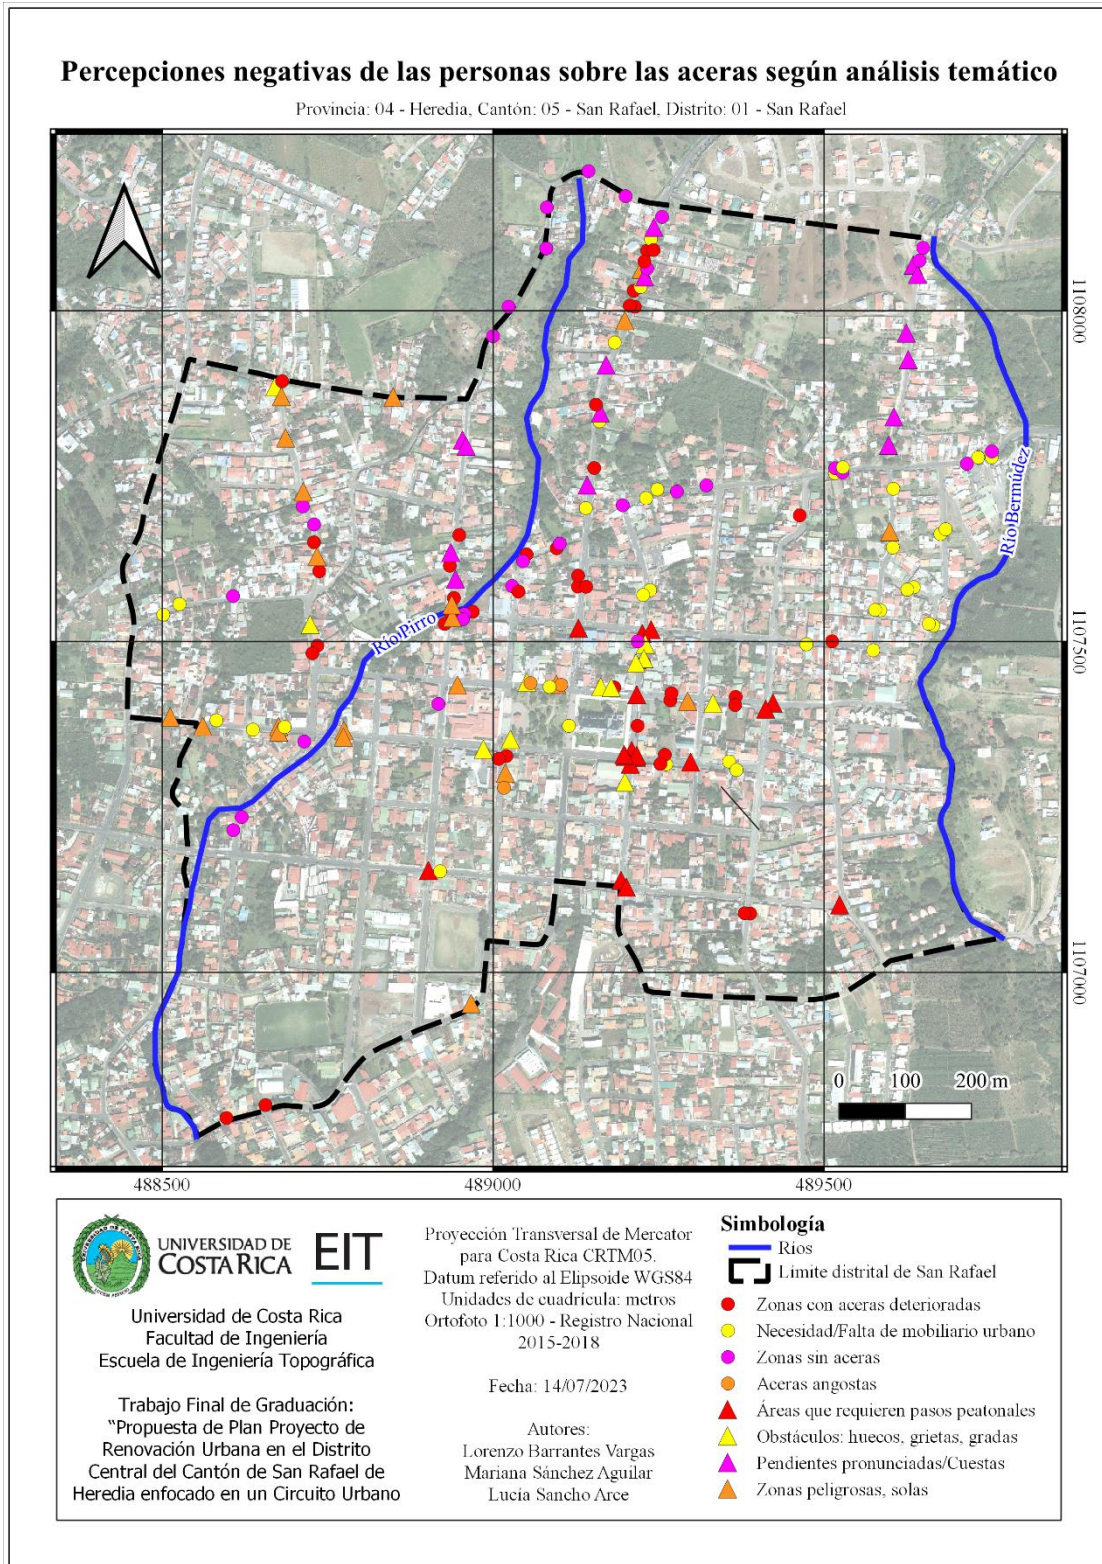 Percepciones negativas de las personas sobre las aceras según análisis temático
Provincia: 04 - Heredia, Cantón: 05 - San Rafael, Distrito: 01 - San Rafael
1108000
Río Bermúdez
1107500
Río Pirro
1107000
0 100 200 m
488500 489000 489500
UNIVERSIDAD DE
COSTA RICA
EIT
Universidad de Costa Rica
Facultad de Ingeniería
Escuela de Ingeniería Topográfica
Trabajo Final de Graduación:
"Propuesta de Plan Proyecto de
Renovación Urbana en el Distrito
Central del Cantón de San Rafael de
Heredia enfocado en un Circuito Urbano
Proyección Transversal de Mercator
para Costa Rica CRTM05.
Datum referido al Elipsoide WGS84
Unidades de cuadrícula: metros
Ortofoto 1:1000 - Registro Nacional
2015-2018
Fecha: 14/07/2023
Autores:
Lorenzo Barrantes Vargas
Mariana Sánchez Aguilar
Lucía Sancho Arce
Simbología
Ríos
Límite distrital de San Rafael
Zonas con aceras deterioradas
Necesidad/Falta de mobiliario urbano
Zonas sin aceras
Aceras angostas
Áreas que requieren pasos peatonales
Obstáculos: huecos, grietas, gradas
Pendientes pronunciadas/Cuestas
Zonas peligrosas, solas